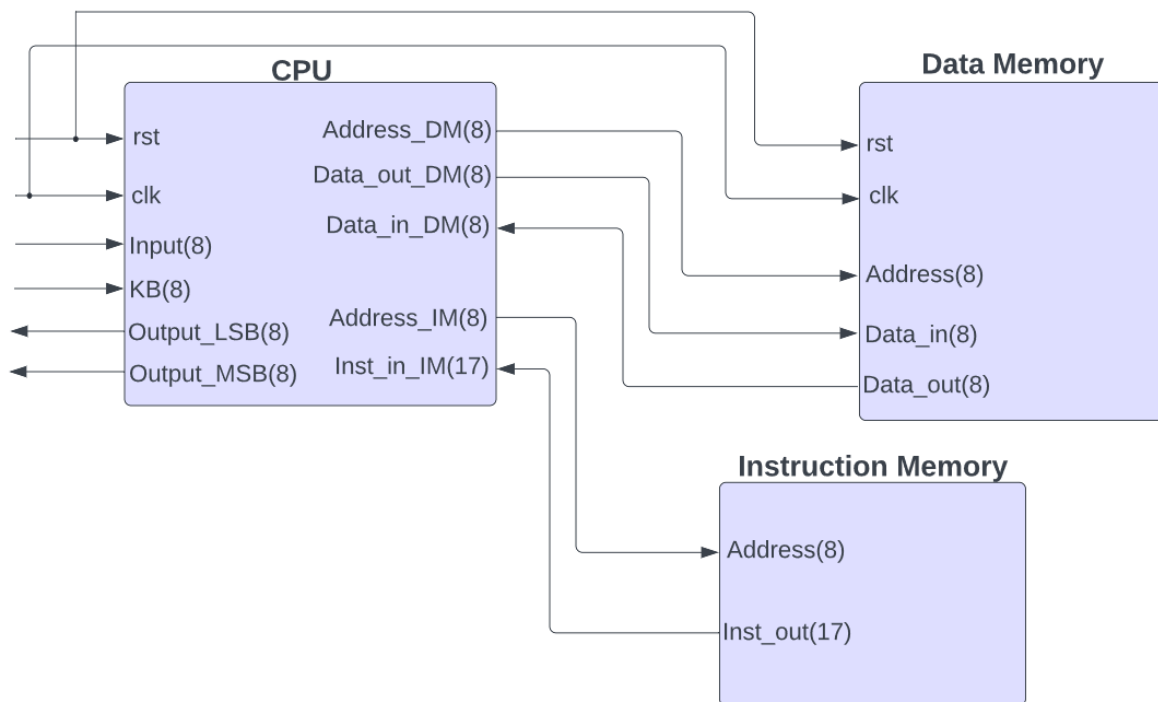 CPU
rst
clk
Input(8)
KB(8)
Output_LSB(8)
Output_MSB(8)
Address_DM(8)
Data_out_DM(8)
Data_in_DM(8)
Address_IM(8)
Inst_in_IM(17)
Data Memory
rst
clk
Address(8)
Data_in(8)
Data_out(8)
Instruction Memory
Address(8)
Inst_out(17)